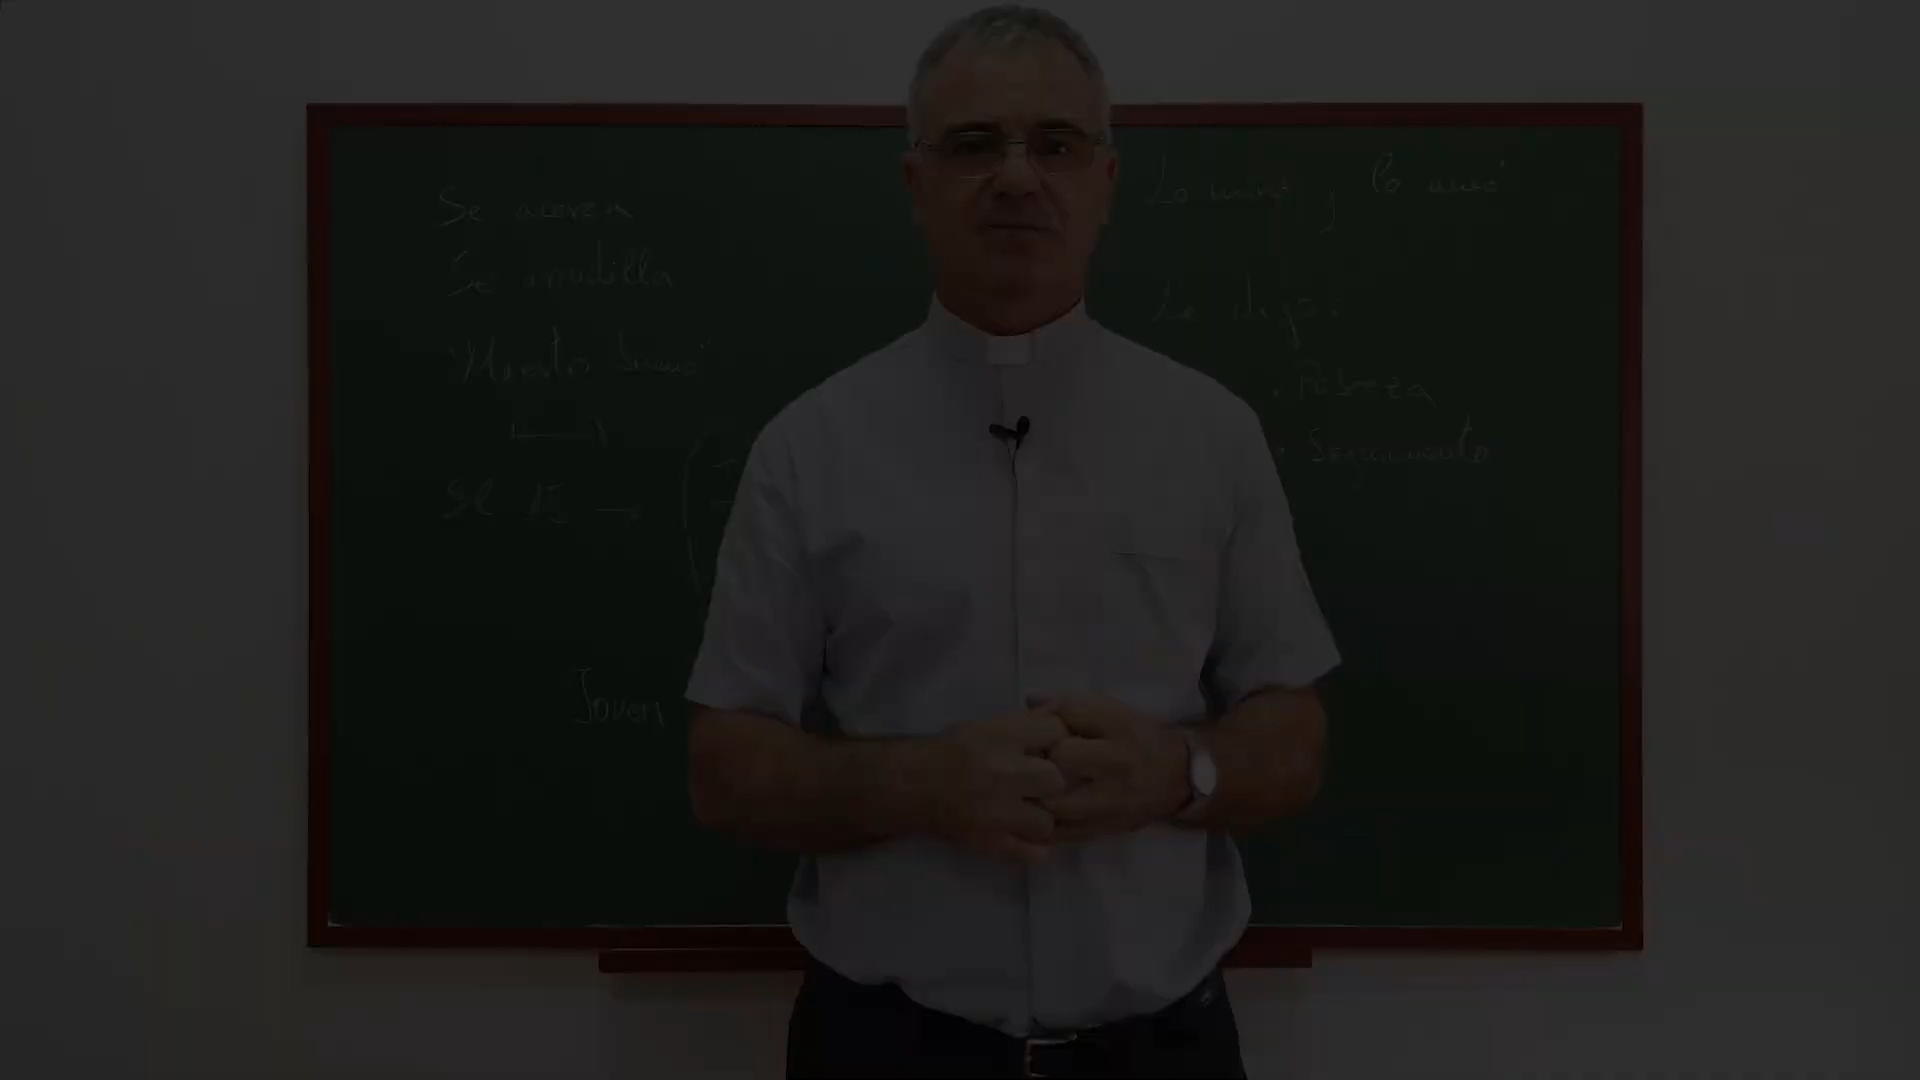 Se acerca
Se arrodilla
"Maestro bueno"
Joven
Lo miró y lo amó
Le dijo:
· Pobreza
· Seguimiento